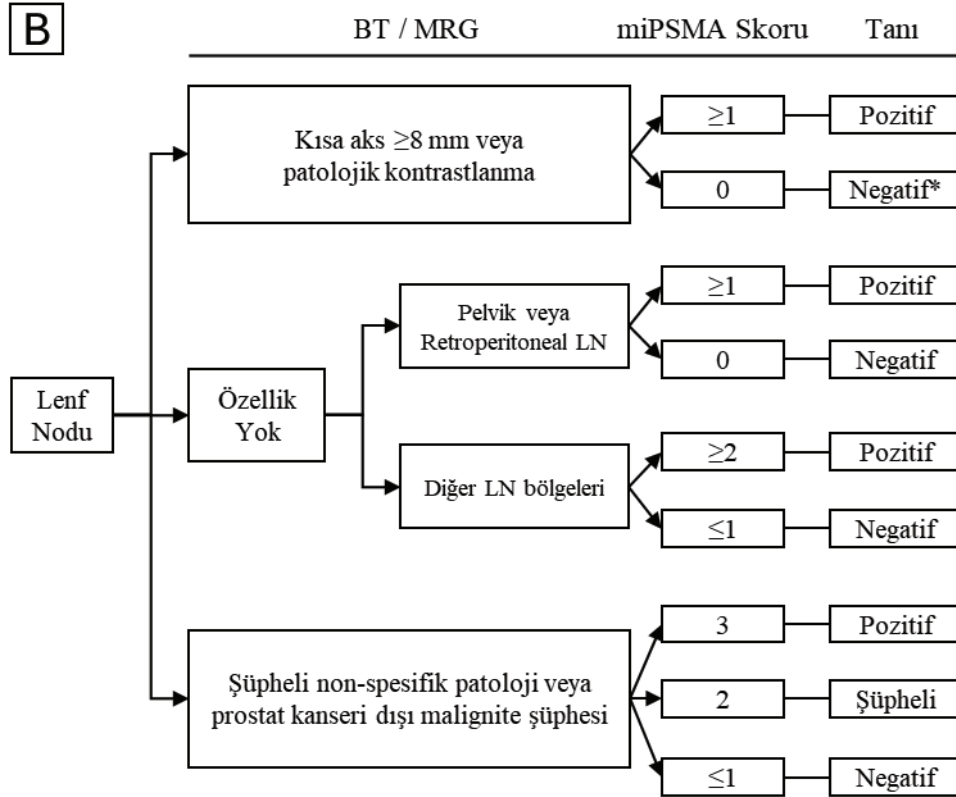 B
BT / MRG
miPSMA Skoru
Tanı
Kısa aks ≥8 mm veya
patolojik kontrastlanma
≥1
Pozitif
0
Negatif*
Lenf
Nodu
Özellik
Yok
Pelvik veya
Retroperitoneal LN
≥1
Pozitif
0
Negatif
Diğer LN bölgeleri
≥2
Pozitif
≤1
Negatif
Şüpheli non-spesifik patoloji veya
prostat kanseri dışı malignite şüphesi
3
Pozitif
2
Şüpheli
≤1
Negatif